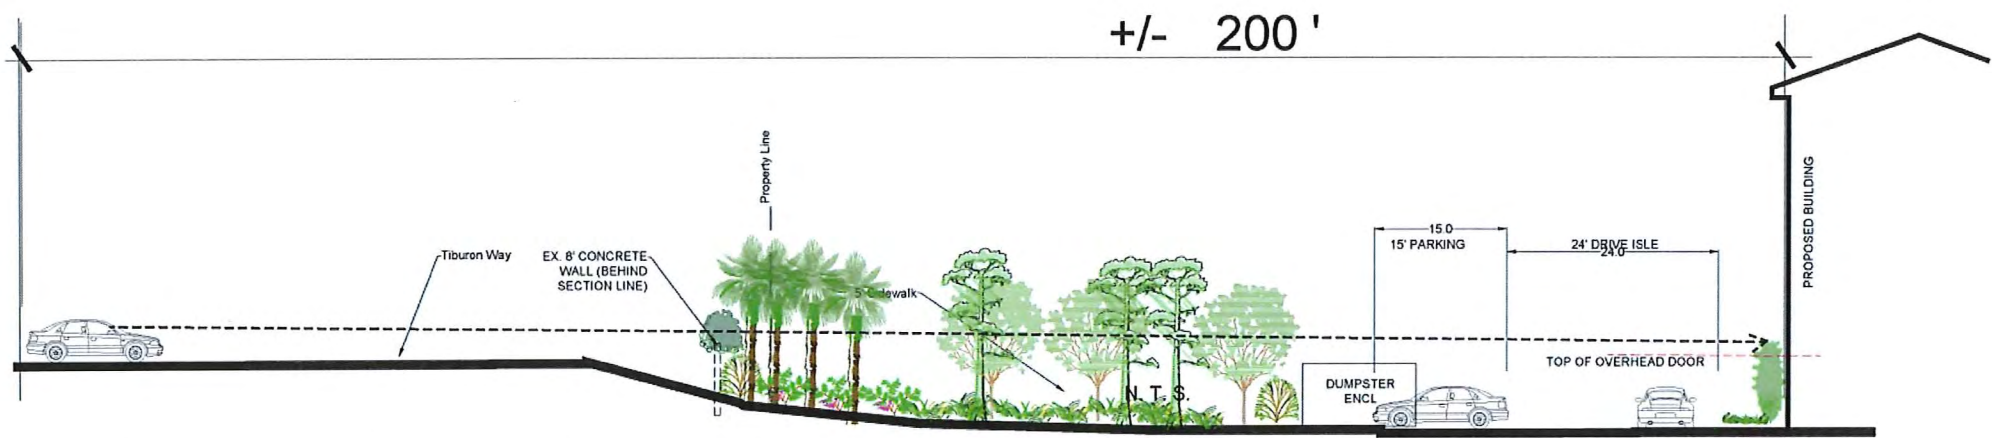 +/- 200 '
Property Line
Tiburon Way
EX. 8' CONCRETE
WALL (BEHIND
SECTION LINE)
5' Sidewalk
15.0
15' PARKING
24' DRIVE ISLE
24.0
PROPOSED BUILDING
TOP OF OVERHEAD DOOR
DUMPSTER
ENCL
N. T. S.